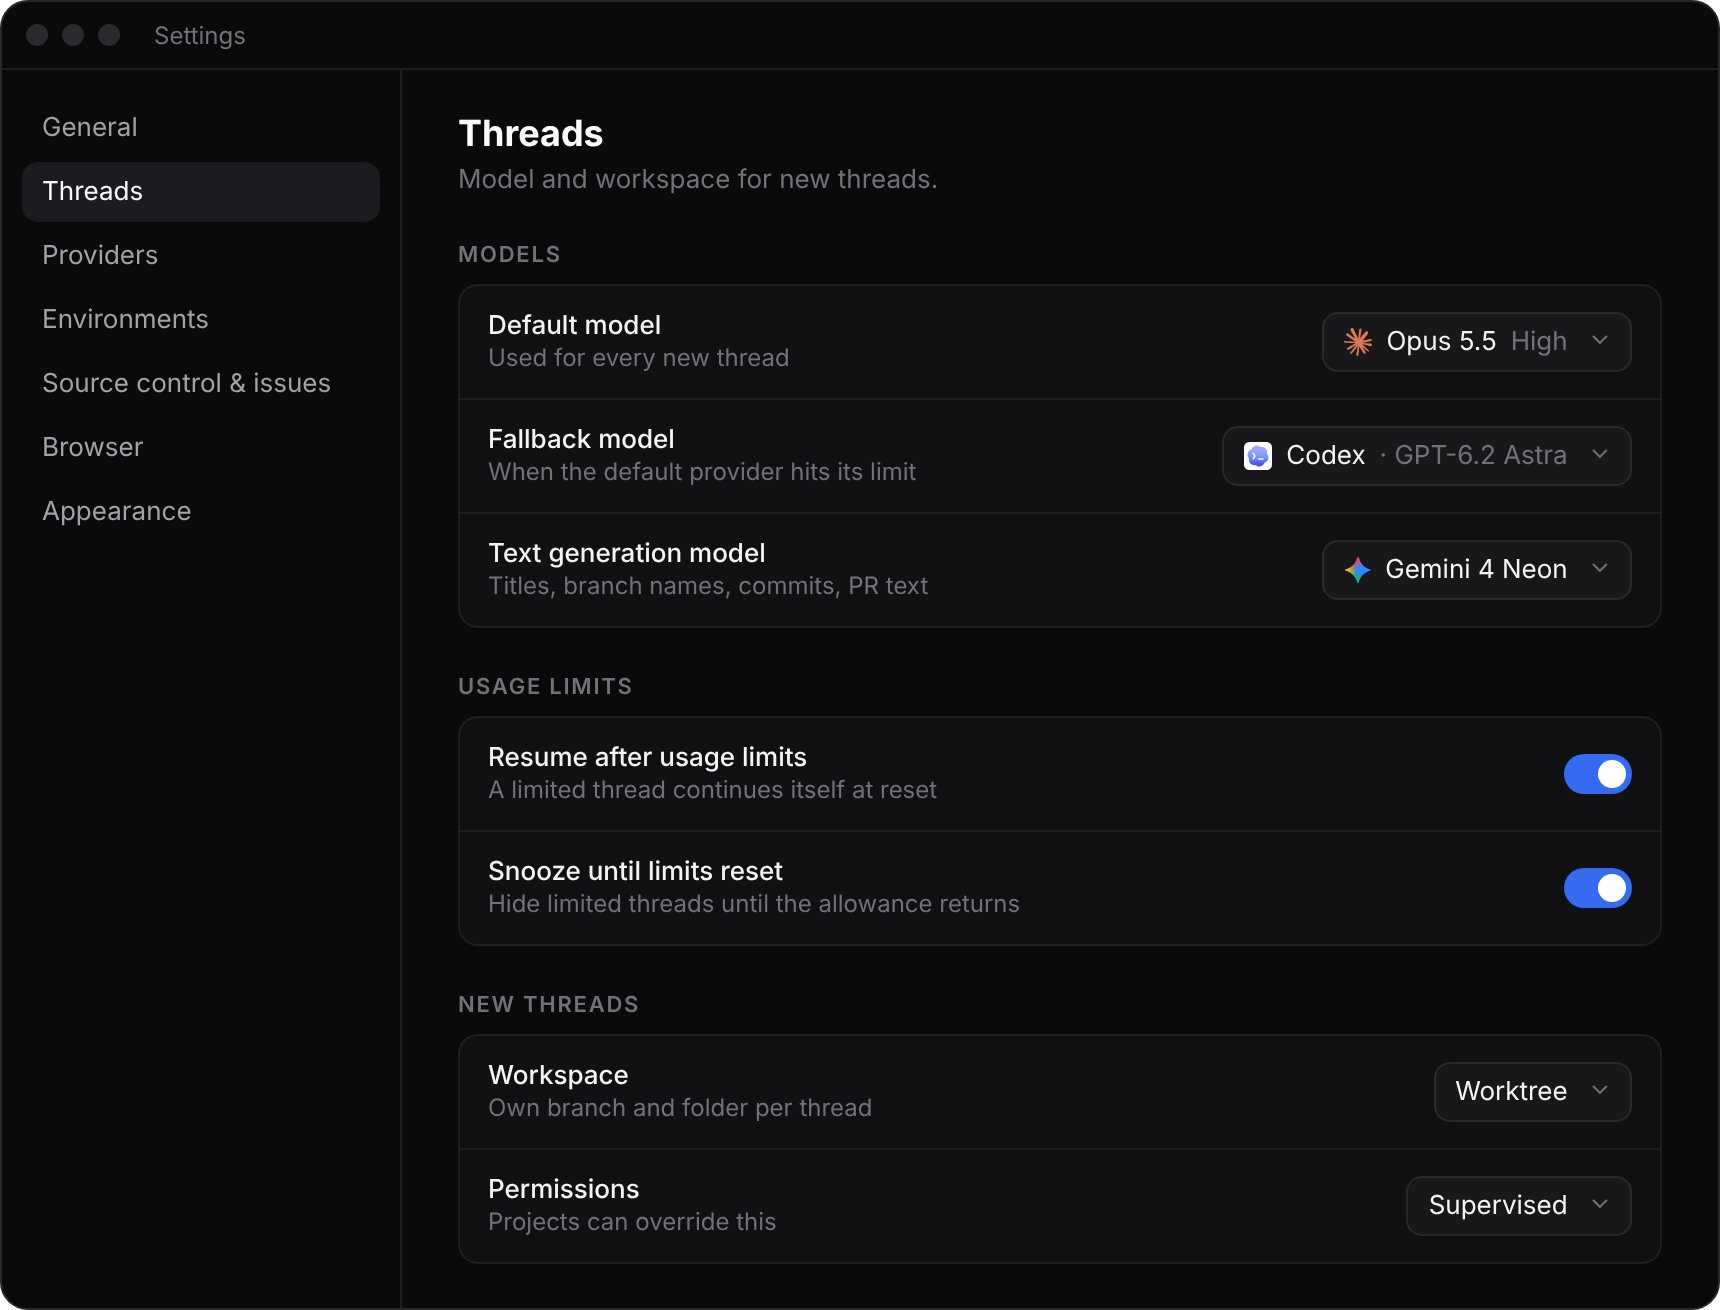 Settings
General
Threads
Providers
Environments
Source control & issues
Browser
Appearance
Threads
Model and workspace for new threads.
MODELS
Default model
Used for every new thread
Opus 5.5 High
Fallback model
When the default provider hits its limit
Codex · GPT-6.2 Astra
Text generation model
Titles, branch names, commits, PR text
Gemini 4 Neon
USAGE LIMITS
Resume after usage limits
A limited thread continues itself at reset
Snooze until limits reset
Hide limited threads until the allowance returns
NEW THREADS
Workspace
Own branch and folder per thread
Worktree
Permissions
Projects can override this
Supervised